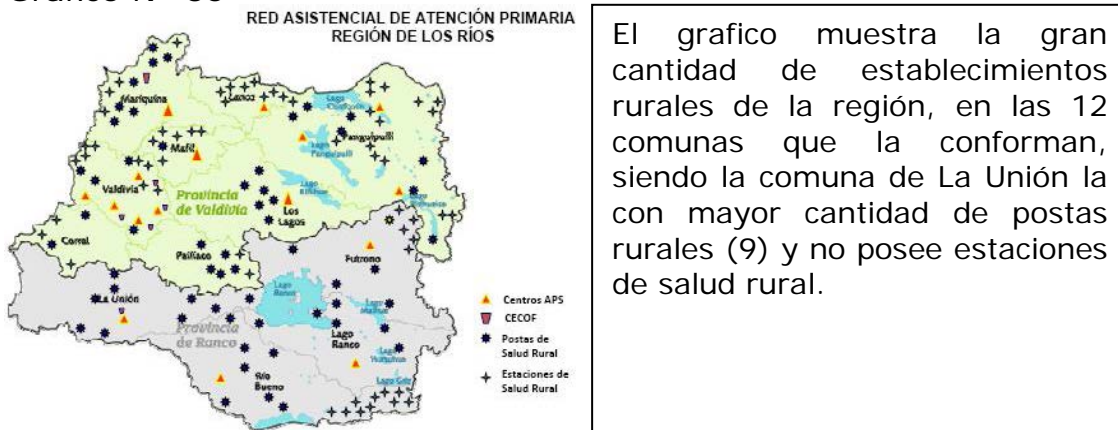 RED ASISTENCIAL DE ATENCIÓN PRIMARIA
REGIÓN DE LOS RÍOS
Mariquina
Lanco
Lago
Panguipulli
Máfil
Lago
Panguipulli
Valdivia
Provincia
de Valdivia
Lago
Los
Lagos
Corral
Paillaco
Futrono
La Unión
Lago
Ranco
Provincia
de Ranco
Lago
Lago
Ranco
Lago
Río
Bueno
Centros APS
CECOF
Postas de
Salud Rural
Estaciones de
Salud Rural
El grafico muestra la gran
cantidad de establecimientos
rurales de la región, en las 12
comunas que la conforman,
siendo la comuna de La Unión la
con mayor cantidad de postas
rurales (9) y no posee estaciones
de salud rural.